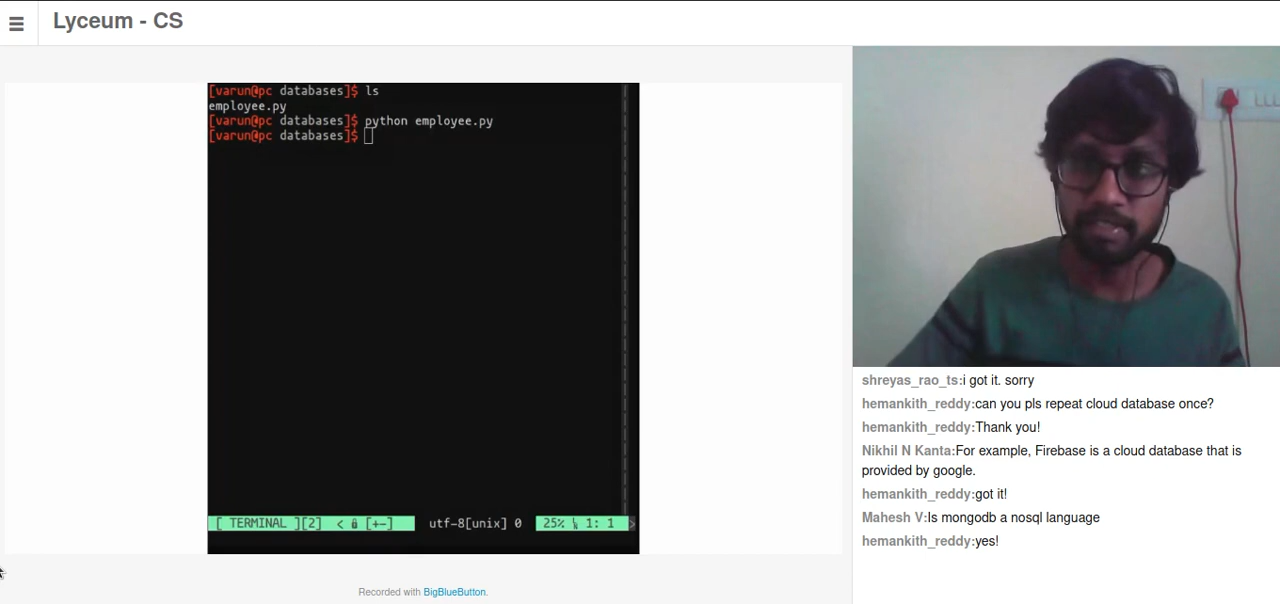 Lyceum - CS
[varun@pc databases]$ ls
employee.py
[varun@pc databases]$ python employee.py
[varun@pc databases]$
[ TERMINAL ][2] < [+-] utf-8[unix] 0 25% 1: 1 >
shreyas_rao_ts:i got it. sorry
hemankith_reddy:can you pls repeat cloud database once?
hemankith_reddy:Thank you!
Nikhil N Kanta:For example, Firebase is a cloud database that is
provided by google.
hemankith_reddy:got it!
Mahesh V:Is mongodb a nosql language
hemankith_reddy:yes!
Recorded with BigBlueButton.